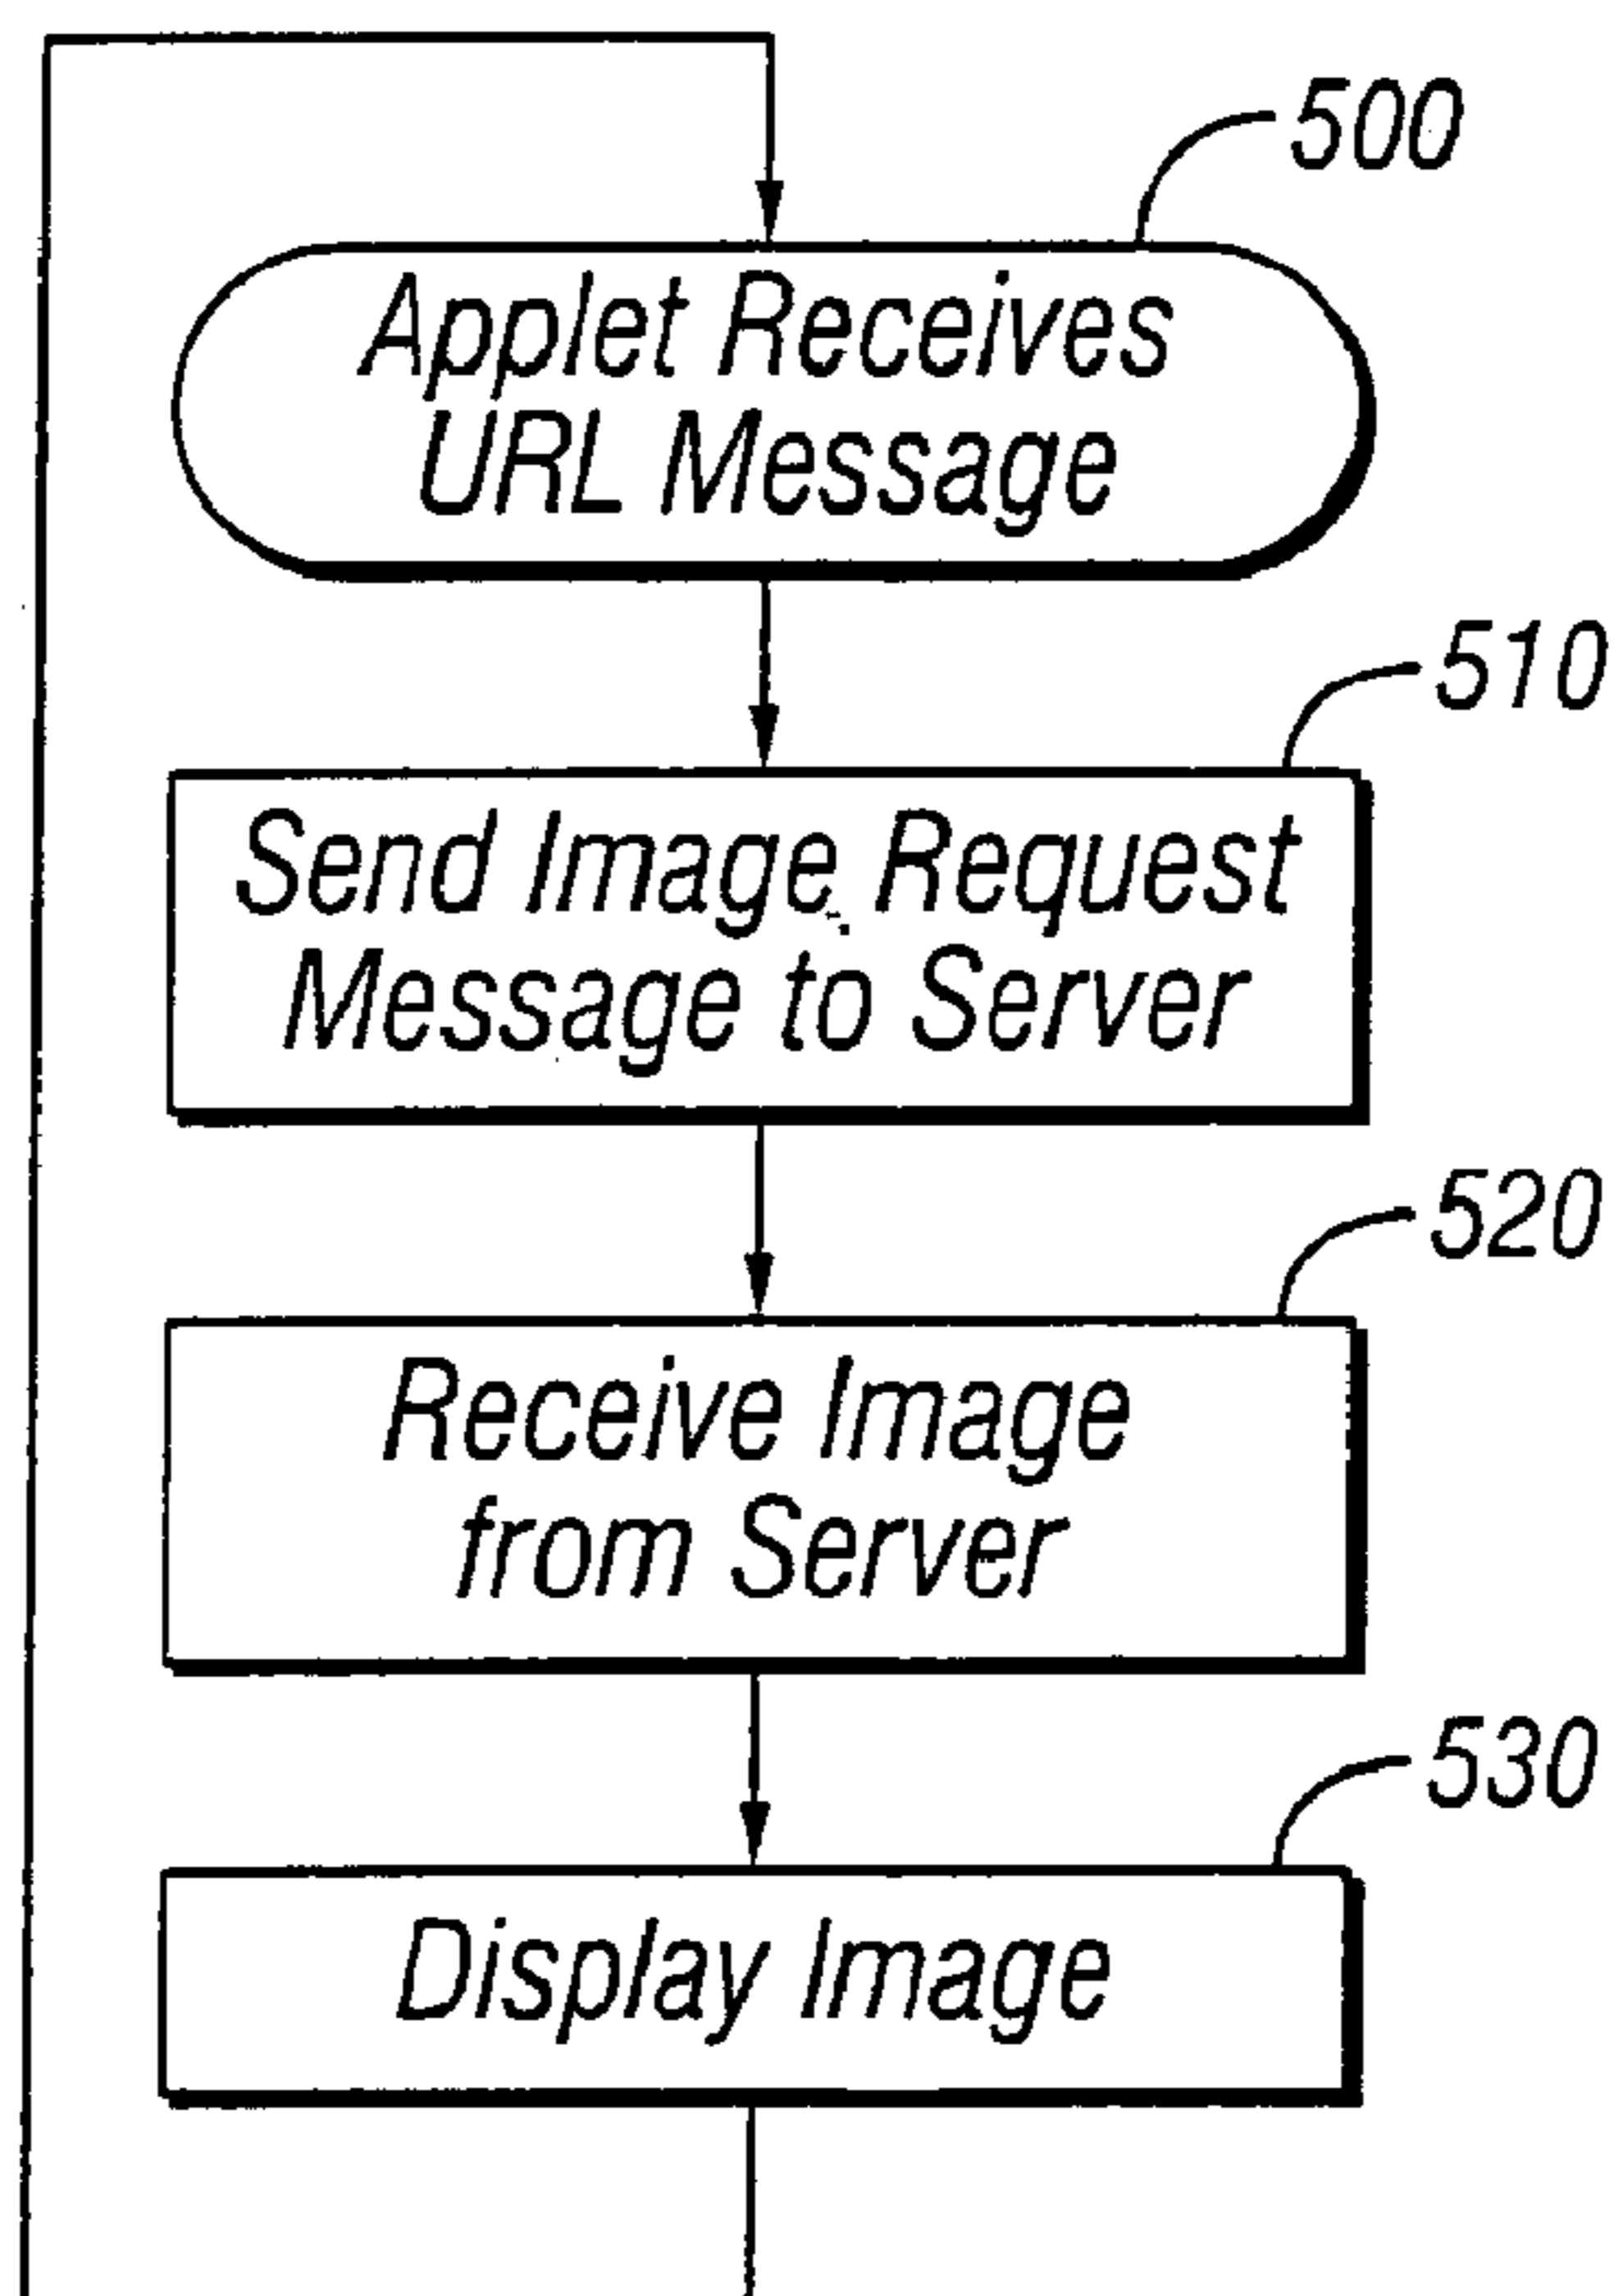 500
Applet Receives
URL Message
510
Send Image Request
Message to Server
520
Receive Image
from Server
530
Display Image